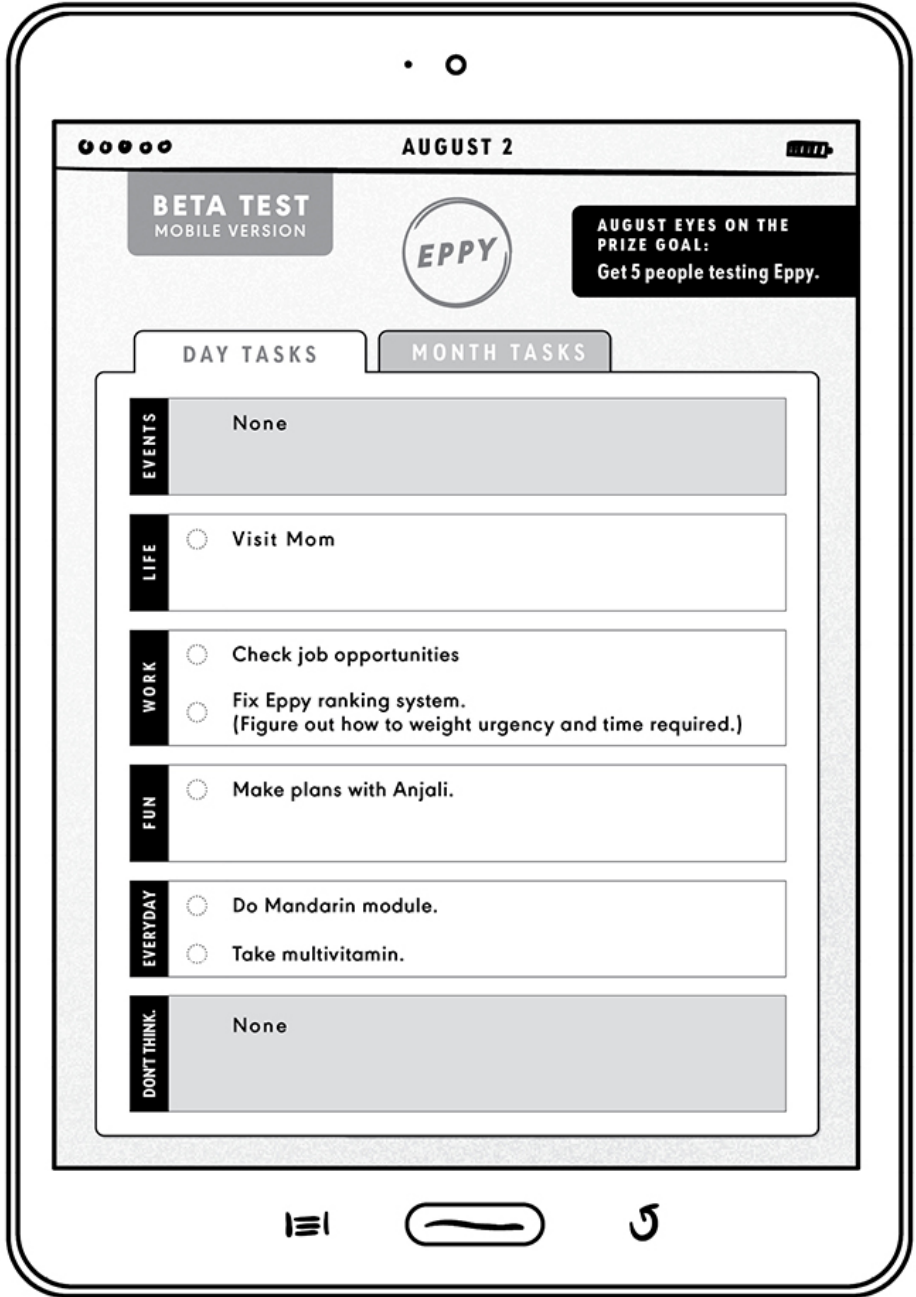 AUGUST 2
BETA TEST
MOBILE VERSION
EPPY
AUGUST EYES ON THE
PRIZE GOAL:
Get 5 people testing Eppy.
DAY TASKS
MONTH TASKS
EVENTS
None
LIFE
Visit Mom
WORK
Check job opportunities
Fix Eppy ranking system.
(Figure out how to weight urgency and time required.)
FUN
Make plans with Anjali.
EVERYDAY
Do Mandarin module.
Take multivitamin.
DON'T THINK.
None